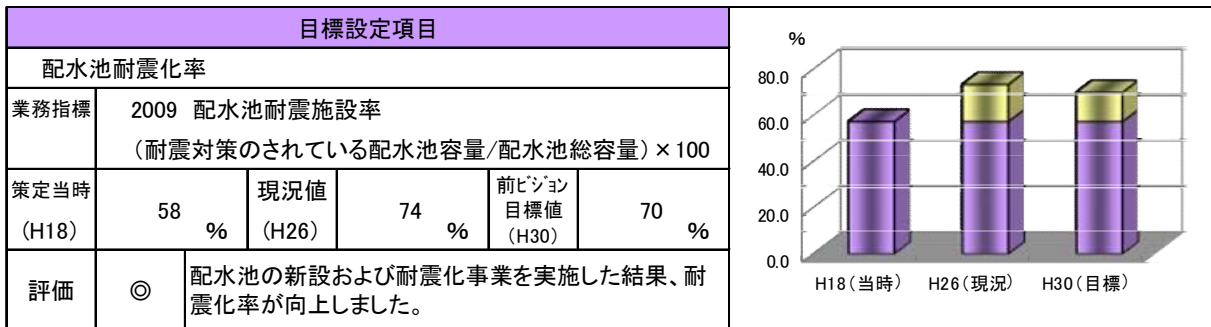 目標設定項目
配水池耐震化率
業務指標
2009 配水池耐震施設率
（耐震対策のされている配水池容量/配水池総容量）×100
策定当時
（H18）
58
%
現況値
（H26）
74
%
前ﾋﾞｼﾞｮﾝ
目標値
（H30）
70
%
評価
◎
配水池の新設および耐震化事業を実施した結果、耐
震化率が向上しました。
%
80.0
60.0
40.0
20.0
0.0
H18（当時）
H26（現況）
H30（目標）